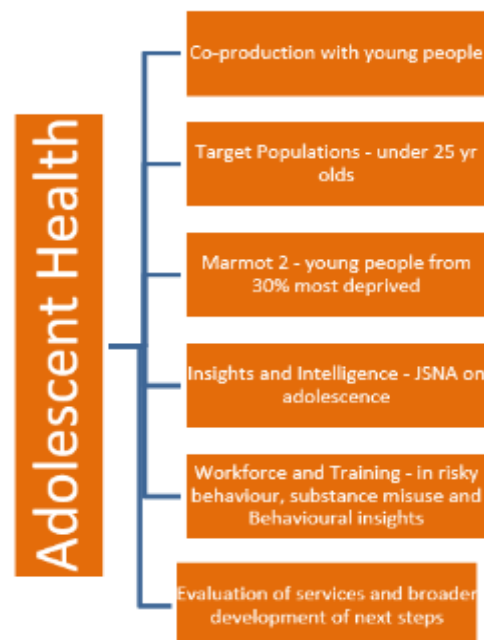 Adolescent Health
Co-production with young people
Target Populations - under 25 yr
olds
Marmot 2 - young people from
30% most deprived
Insights and Intelligence - JSNA on
adolescence
Workforce and Training - in risky
behaviour, substance misuse and
Behavioural insights
Evaluation of services and broader
development of next steps